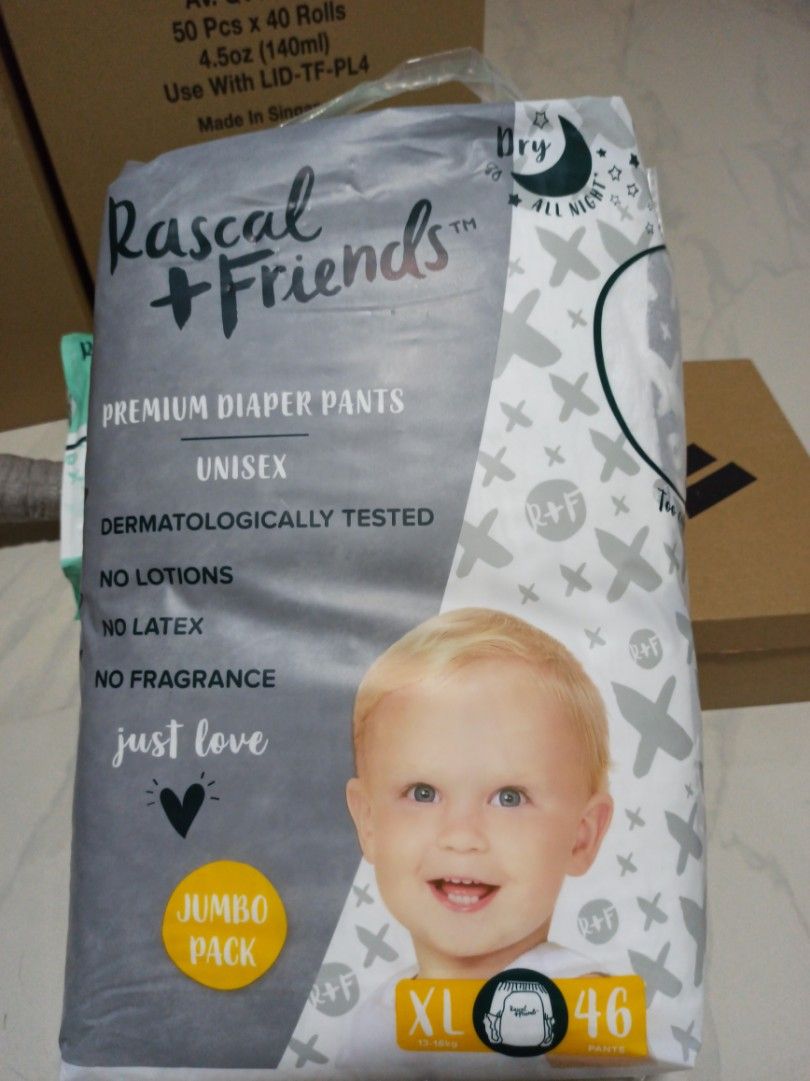 50 Pcs x 40 Rolls
4.5oz (140ml)
Use With LID-TF-PL4
Made In
Dry
ALL NIGHT
Rascal
+Friends™
PREMIUM DIAPER PANTS
UNISEX
DERMATOLOGICALLY TESTED
NO LOTIONS
NO LATEX
NO FRAGRANCE
just love
JUMBO
PACK
R+F
R+F
R+F
R+F
XL
13-18kg
Rascal
+Friends
46
PANTS